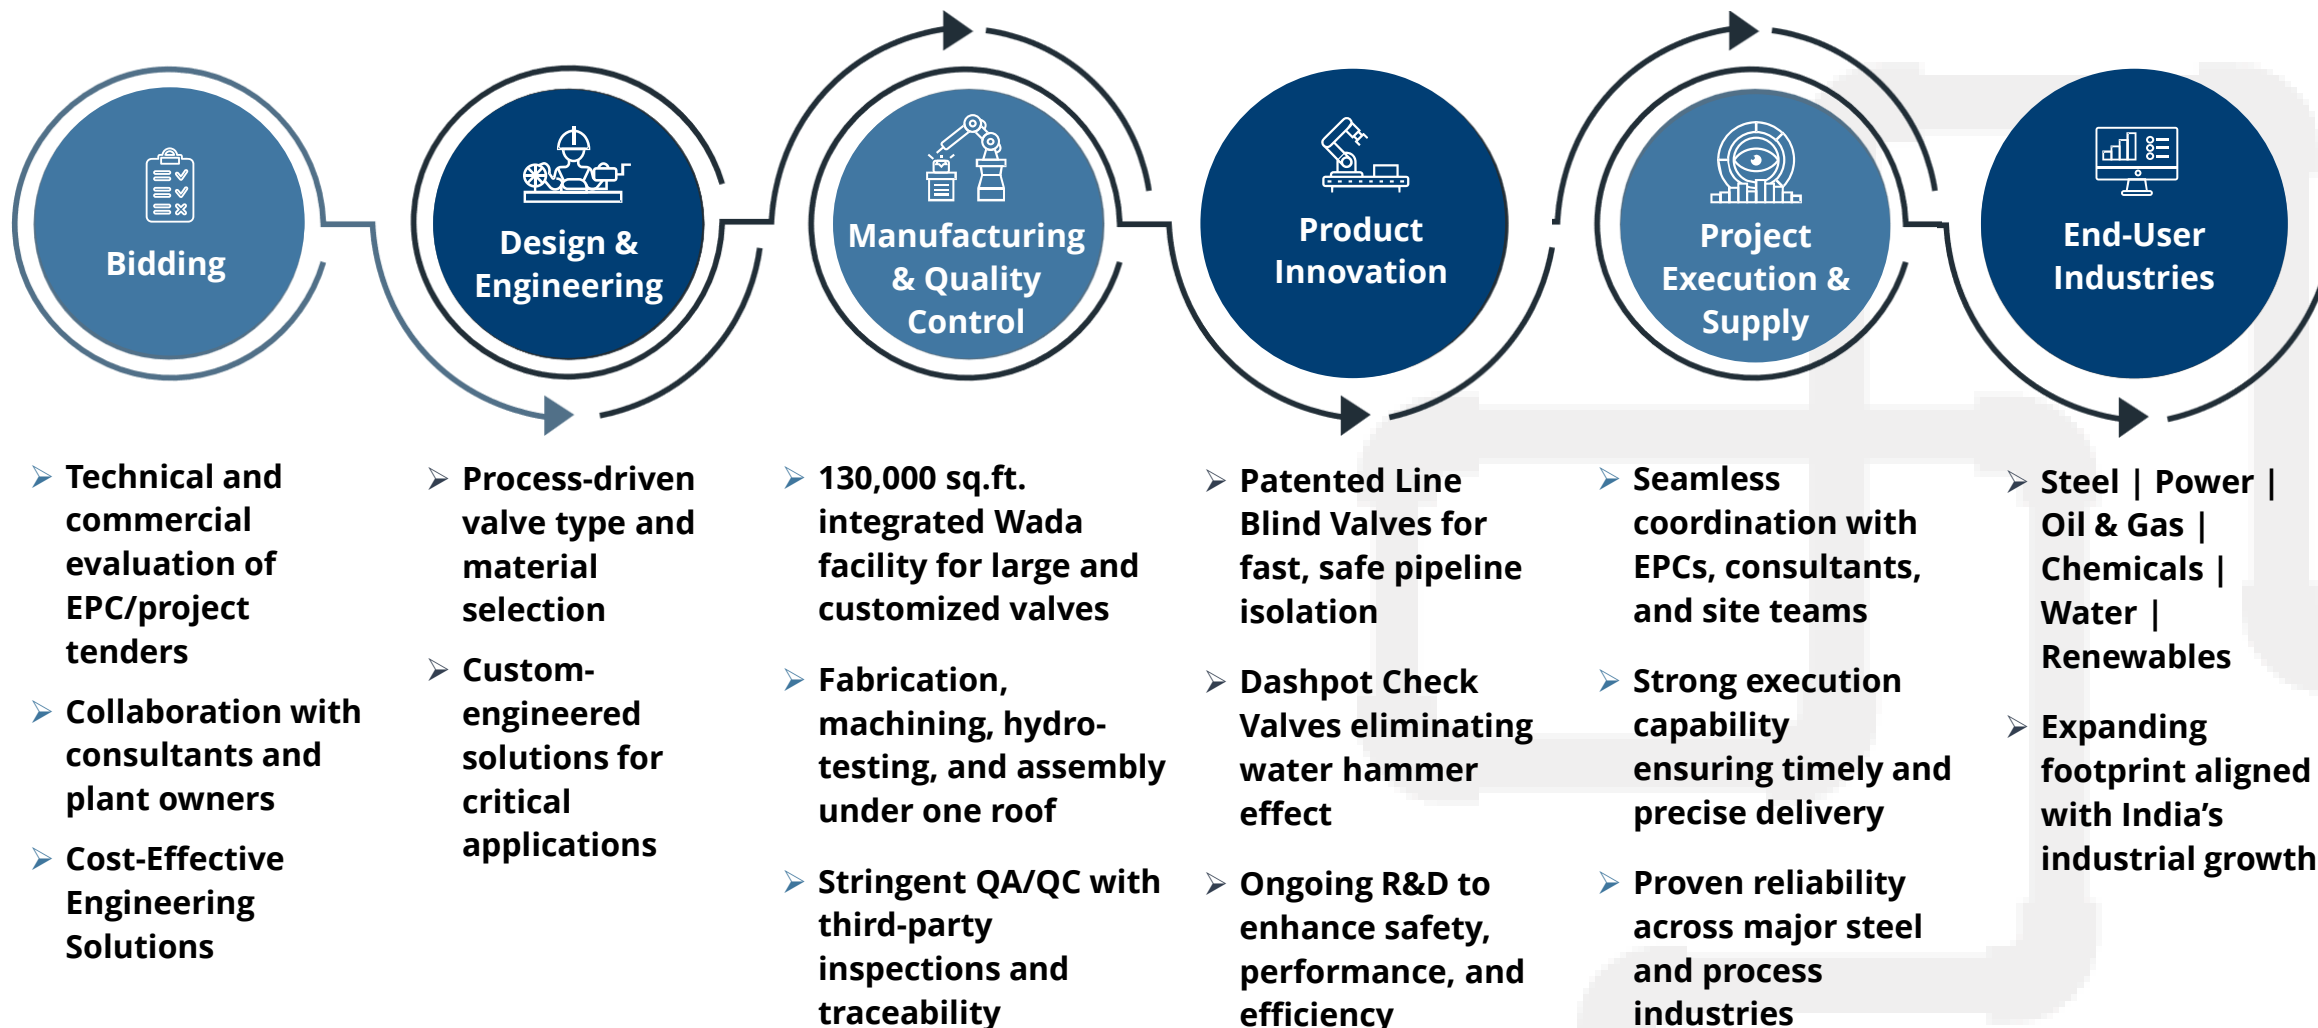 Bidding
Design &
Engineering
Manufacturing
& Quality
Control
Product
Innovation
Project
Execution &
Supply
End-User
Industries
Technical and
commercial
evaluation of
EPC/project
tenders
Collaboration with
consultants and
plant owners
Cost-Effective
Engineering
Solutions
Process-driven
valve type and
material
selection
Custom-
engineered
solutions for
critical
applications
130,000 sq.ft.
integrated Wada
facility for large and
customized valves
Fabrication,
machining, hydro-
testing, and assembly
under one roof
Stringent QA/QC with
third-party
inspections and
traceability
Patented Line
Blind Valves for
fast, safe pipeline
isolation
Dashpot Check
Valves eliminating
water hammer
effect
Ongoing R&D to
enhance safety,
performance, and
efficiency
Seamless
coordination with
EPCs, consultants,
and site teams
Strong execution
capability
ensuring timely and
precise delivery
Proven reliability
across major steel
and process
industries
Steel | Power |
Oil & Gas |
Chemicals |
Water |
Renewables
Expanding
footprint aligned
with India’s
industrial growth